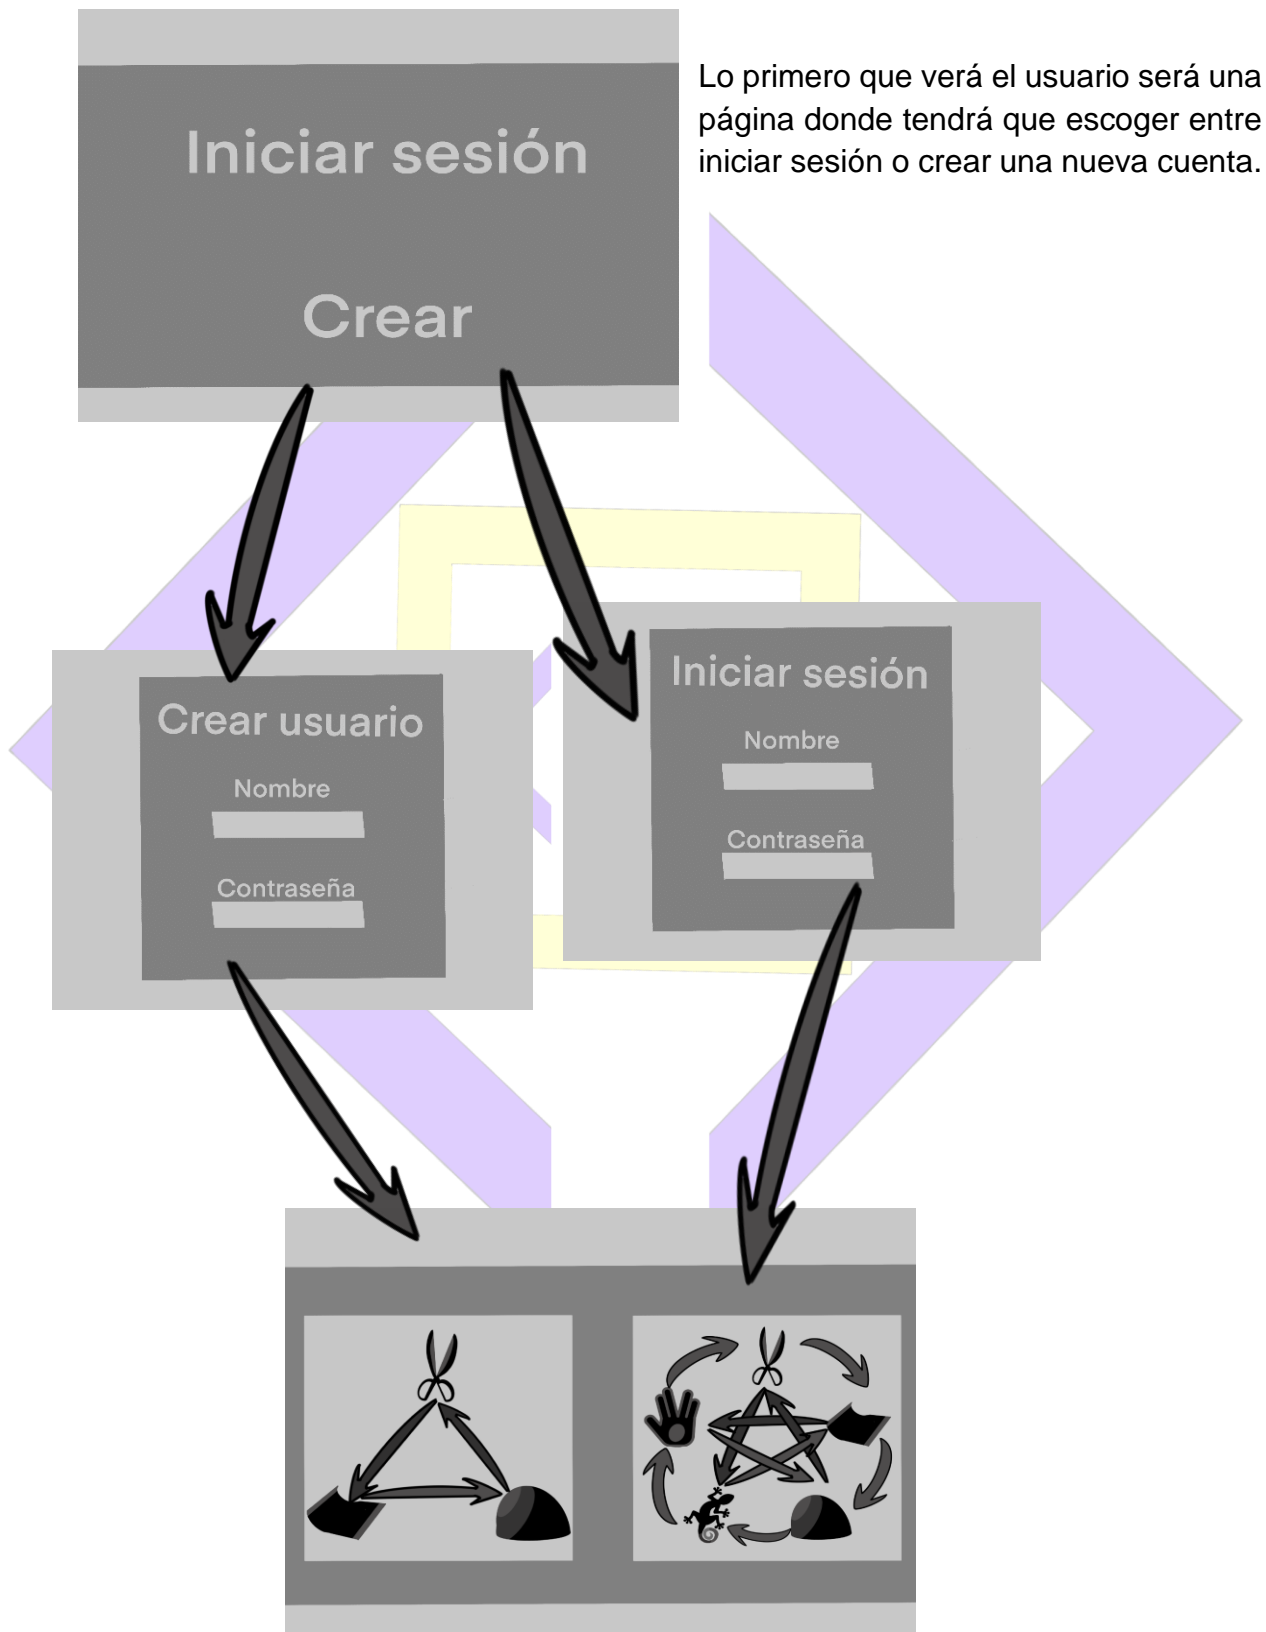 Iniciar sesión
Crear
Lo primero que verá el usuario será una
página donde tendrá que escoger entre
iniciar sesión o crear una nueva cuenta.
Crear usuario
Nombre
Contraseña
Iniciar sesión
Nombre
Contraseña